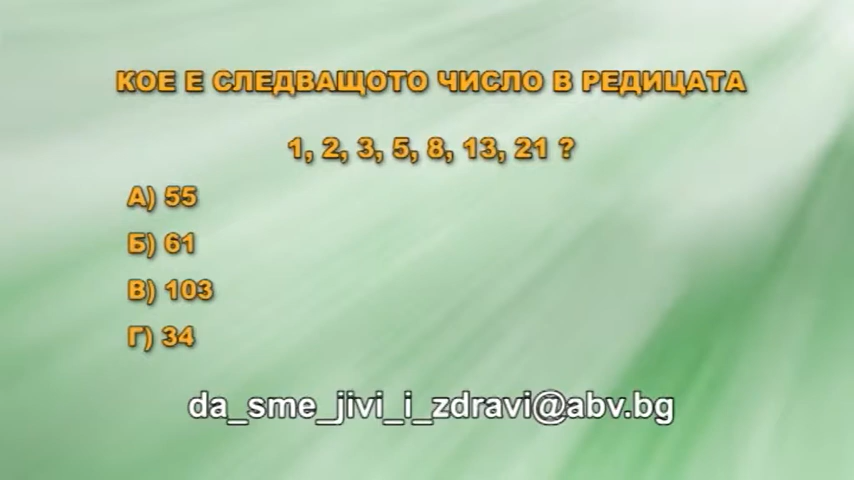 КОЕ Е СЛЕДВАЩОТО ЧИСЛО В РЕДИЦАТА
1, 2, 3, 5, 8, 13, 21 ?
А) 55
Б) 61
В) 103
Г) 34
da_sme_jivi_i_zdravi@abv.bg